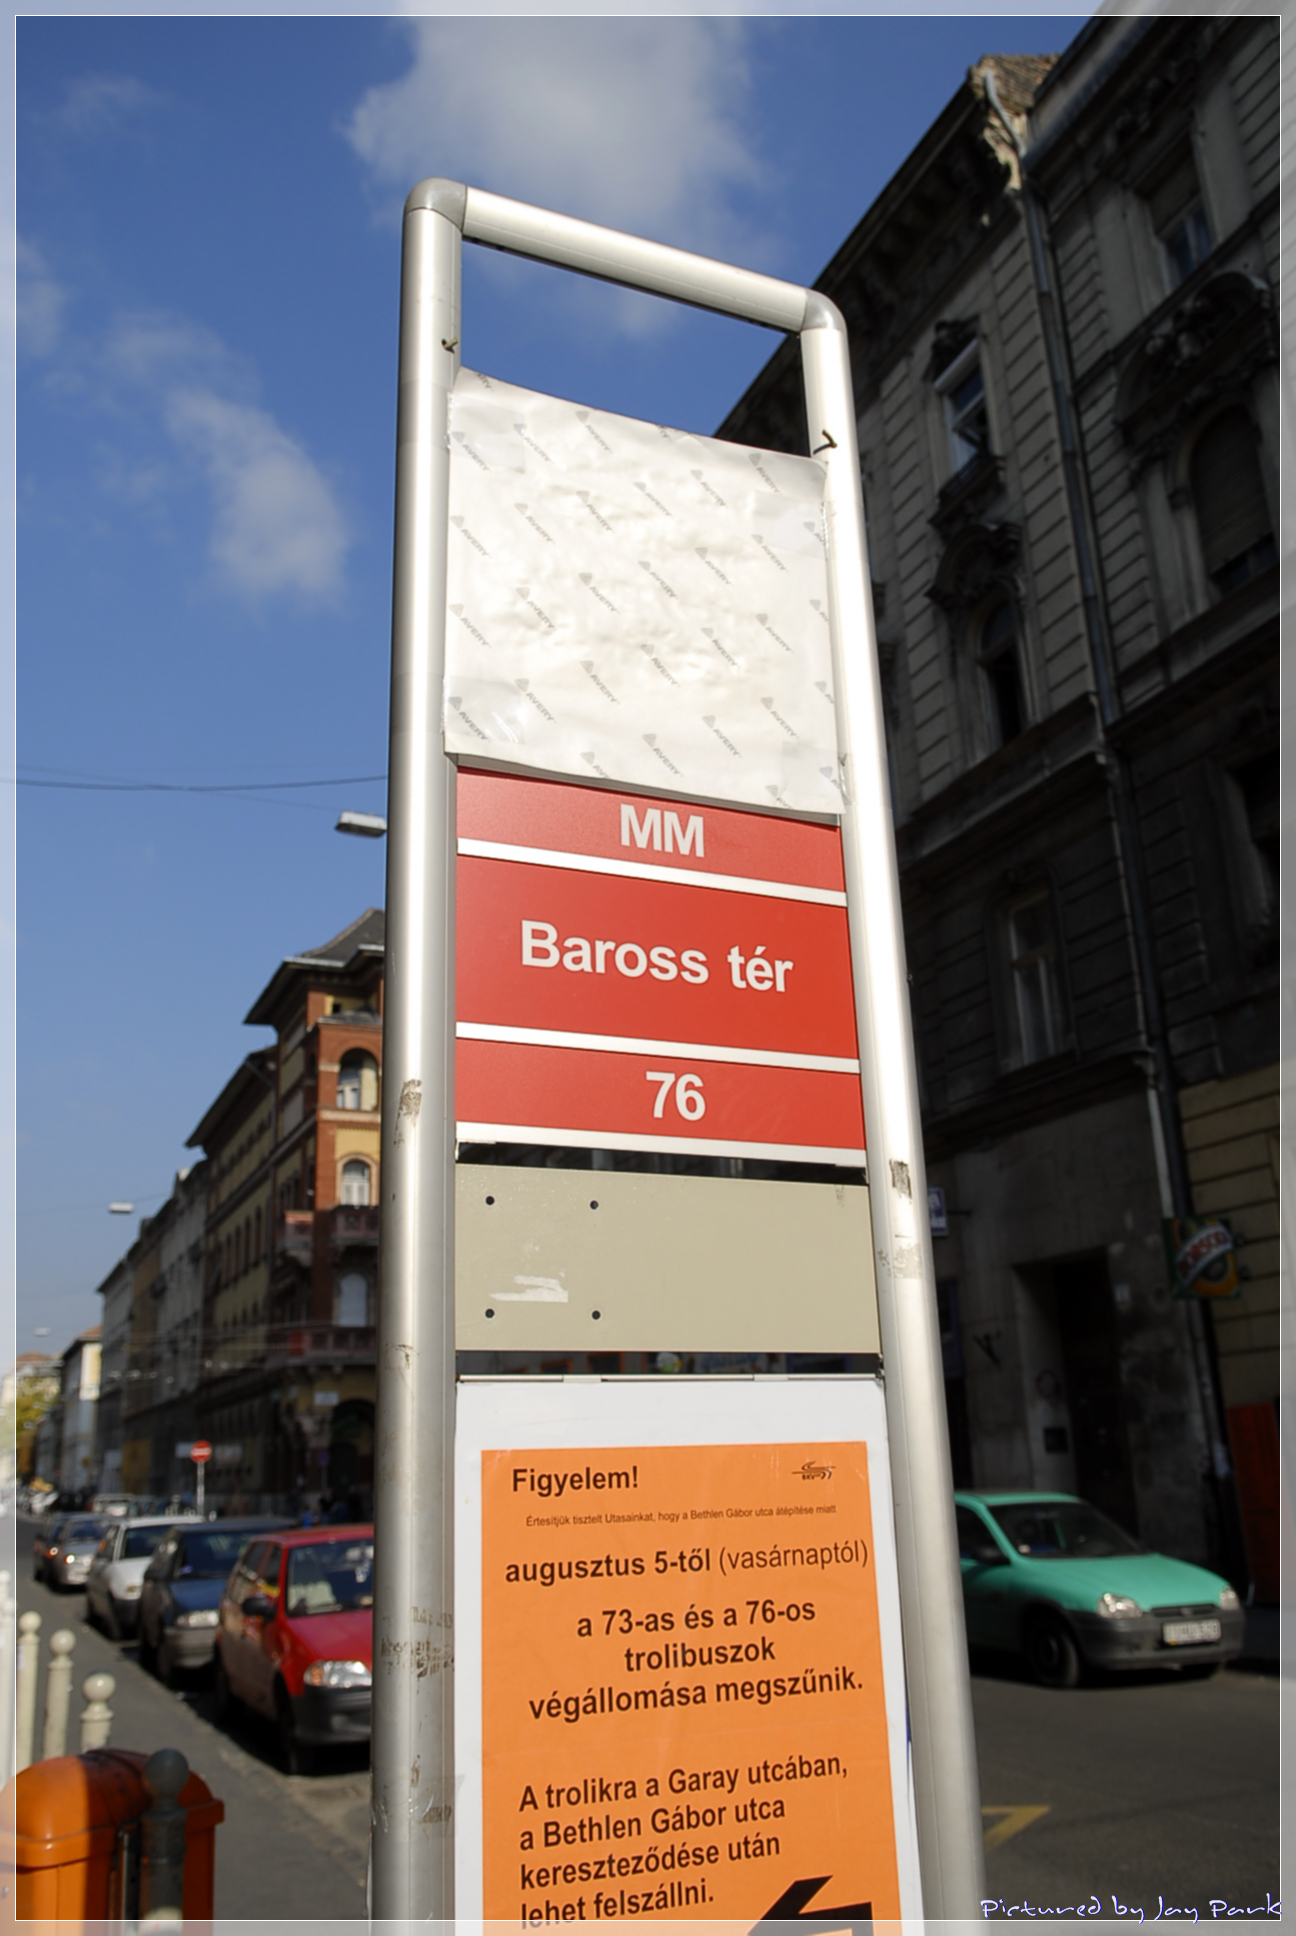 AVERY
MM
Baross tér
76
Figyelem!
BKV
Értesítjük tisztelt Utasainkat, hogy a Bethlen Gábor utca átépítése miatt
augusztus 5-től (vasárnaptól)
a 73-as és a 76-os
trolibuszok
végállomása megszűnik.
A trolikra a Garay utcában,
a Bethlen Gábor utca
kereszteződése után
lehet felszállni.
Pictured by Jay Park